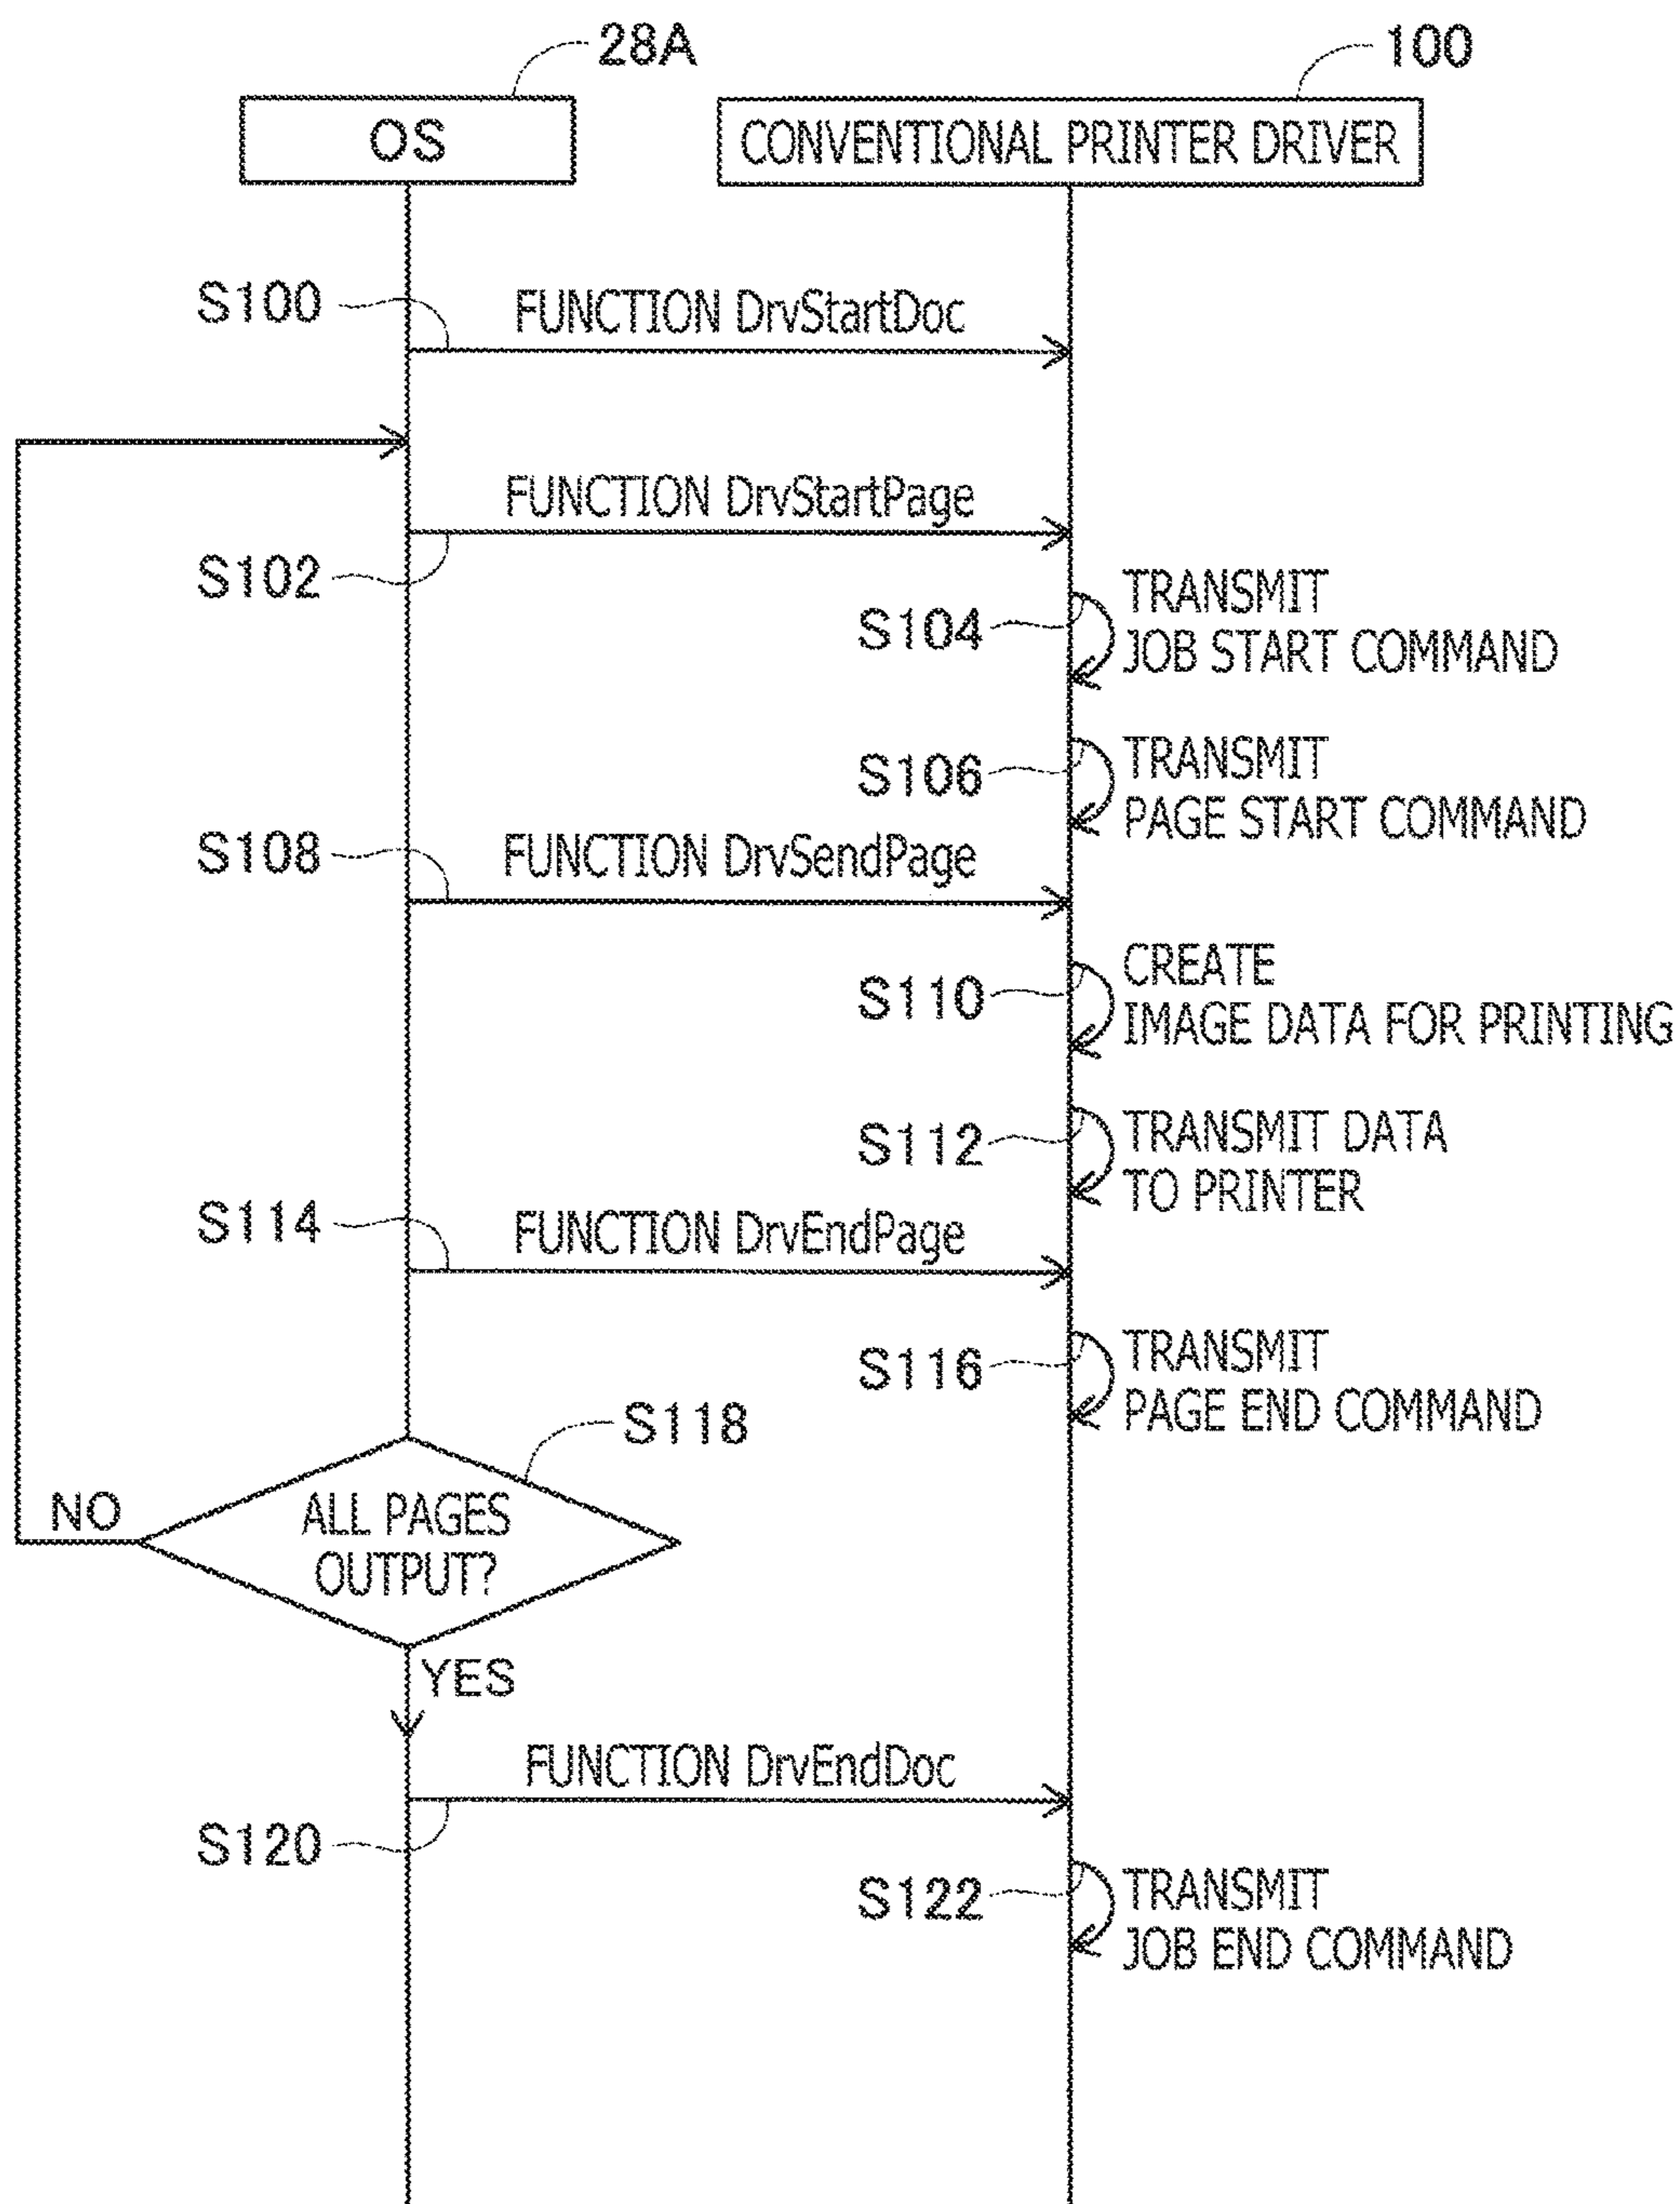 28A
100
OS
CONVENTIONAL PRINTER DRIVER
S100
FUNCTION DrvStartDoc
FUNCTION DrvStartPage
S102
S104
TRANSMIT
JOB START COMMAND
S106
TRANSMIT
PAGE START COMMAND
S108
FUNCTION DrvSendPage
S110
CREATE
IMAGE DATA FOR PRINTING
S112
TRANSMIT DATA
TO PRINTER
S114
FUNCTION DrvEndPage
S116
TRANSMIT
PAGE END COMMAND
S118
NO
ALL PAGES
OUTPUT?
YES
FUNCTION DrvEndDoc
S120
S122
TRANSMIT
JOB END COMMAND